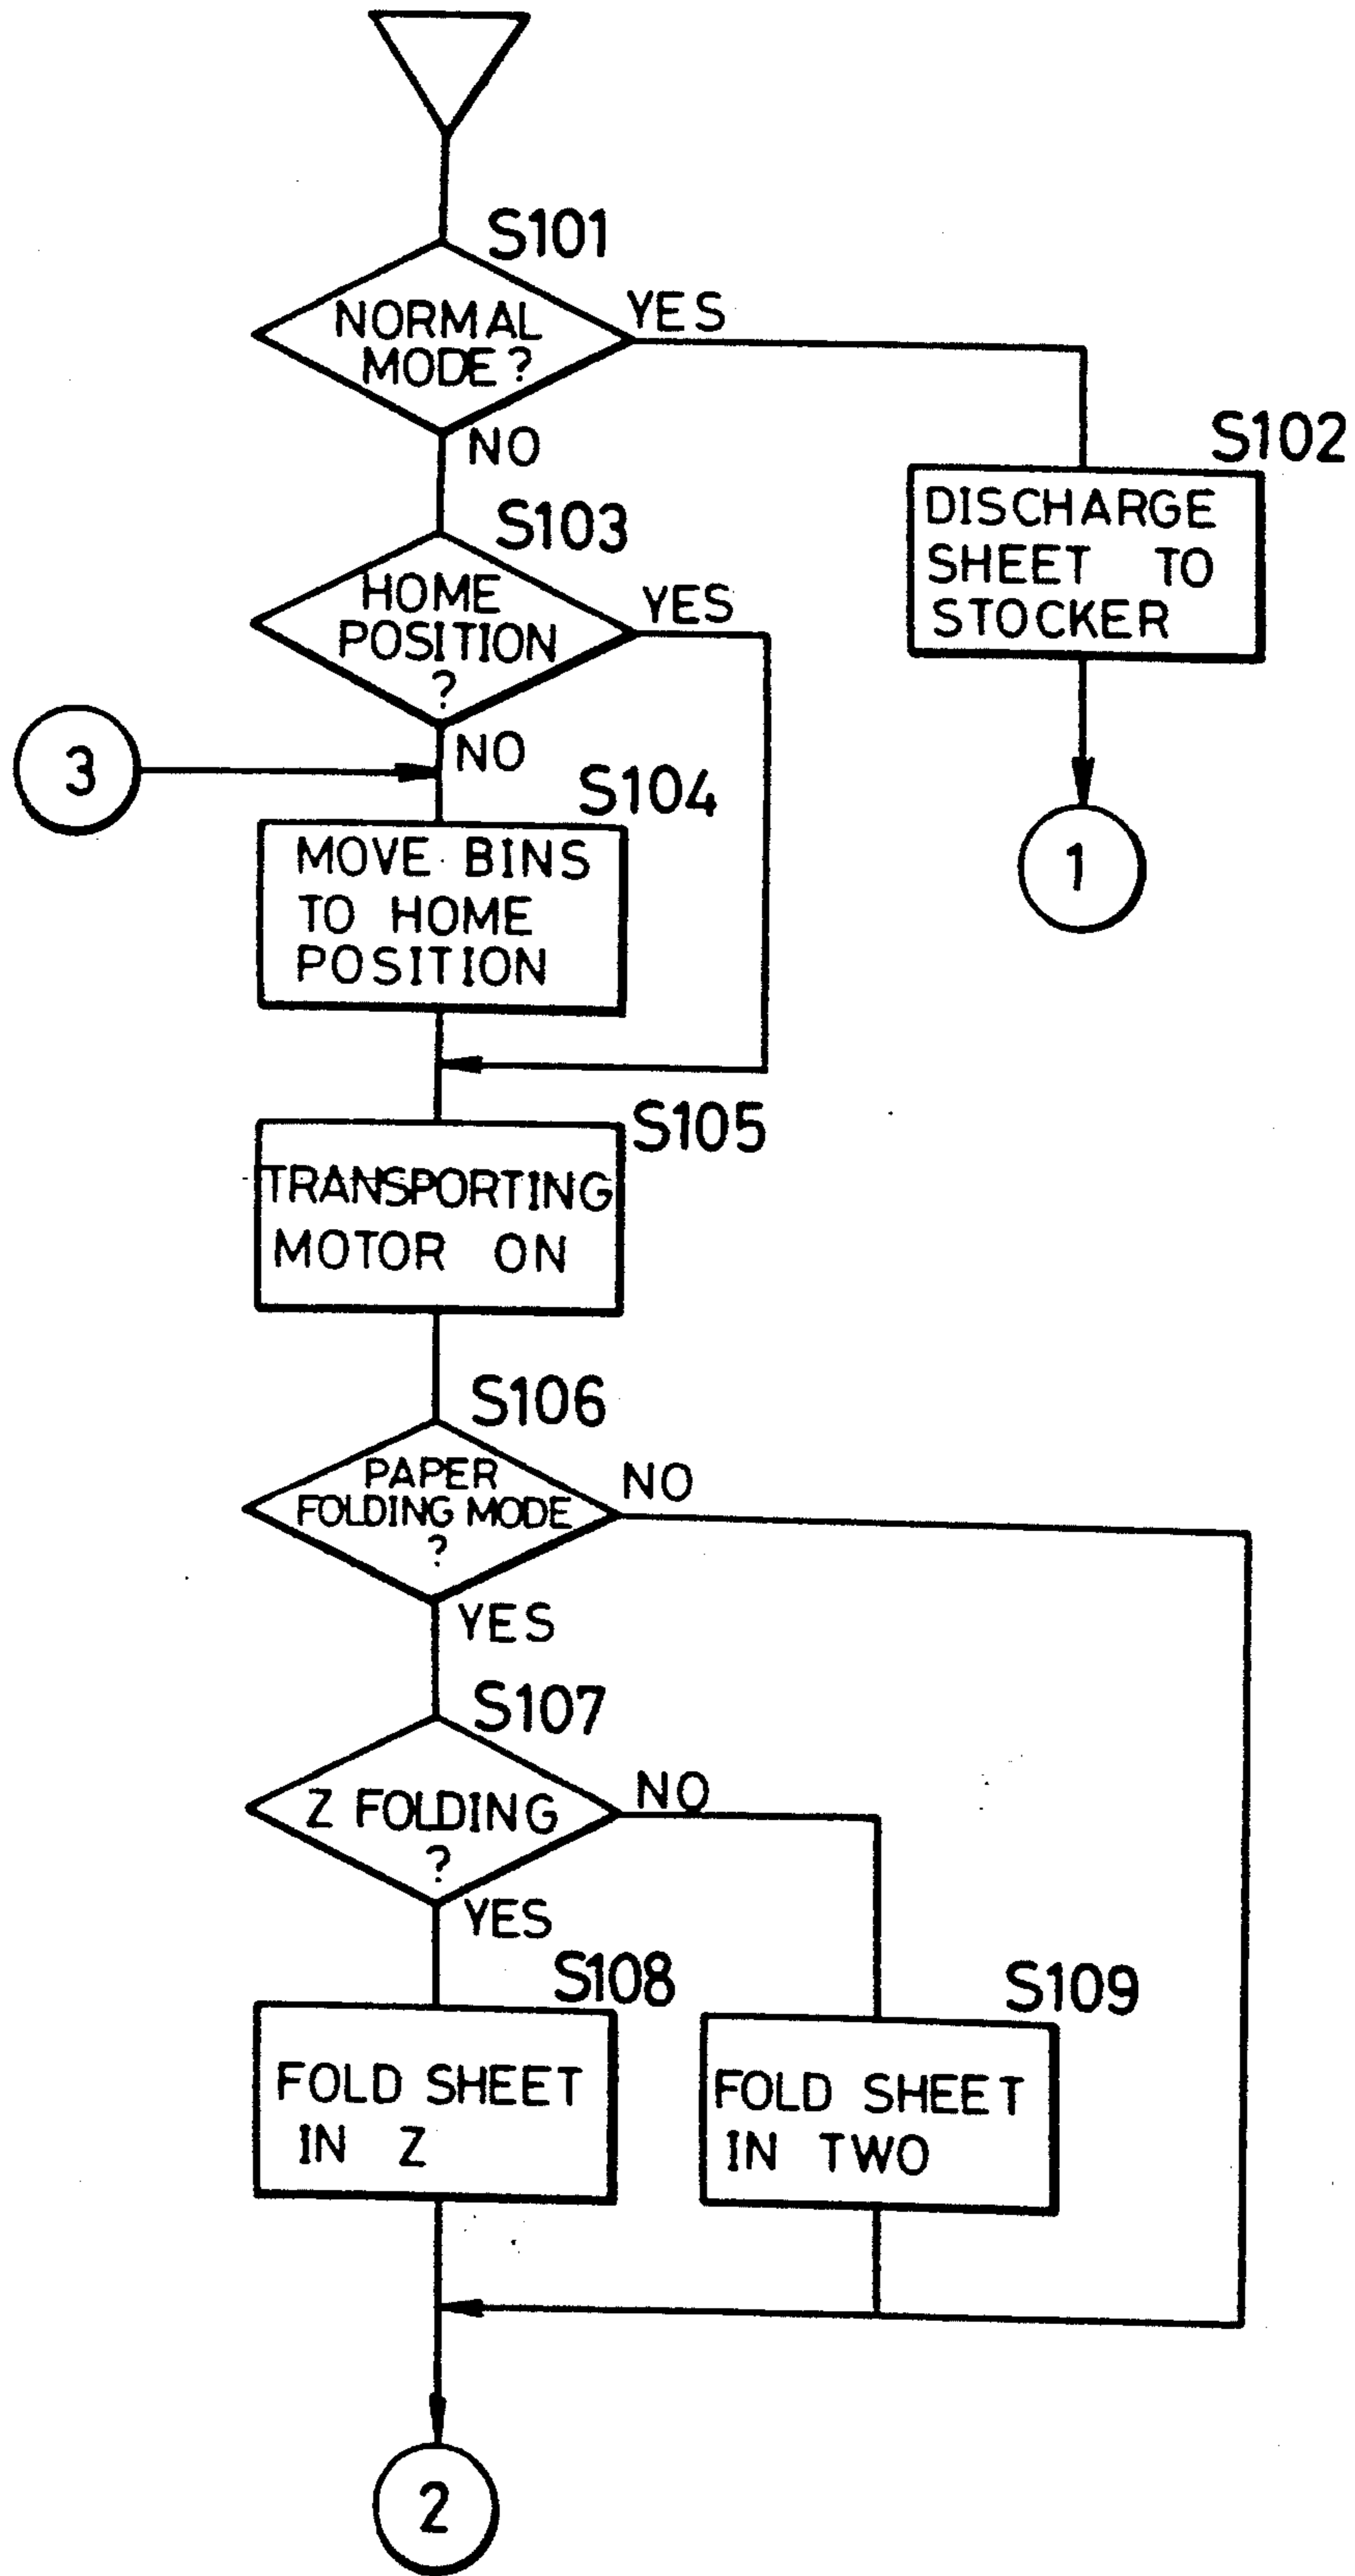 S101
NORMAL
MODE?
YES
NO
S102
DISCHARGE
SHEET TO
STOCKER
1
S103
HOME
POSITION
?
YES
NO
3
S104
MOVE BINS
TO HOME
POSITION
S105
TRANSPORTING
MOTOR ON
S106
PAPER
FOLDING MODE
?
NO
YES
S107
Z FOLDING
?
NO
YES
S108
FOLD SHEET
IN Z
S109
FOLD SHEET
IN TWO
2